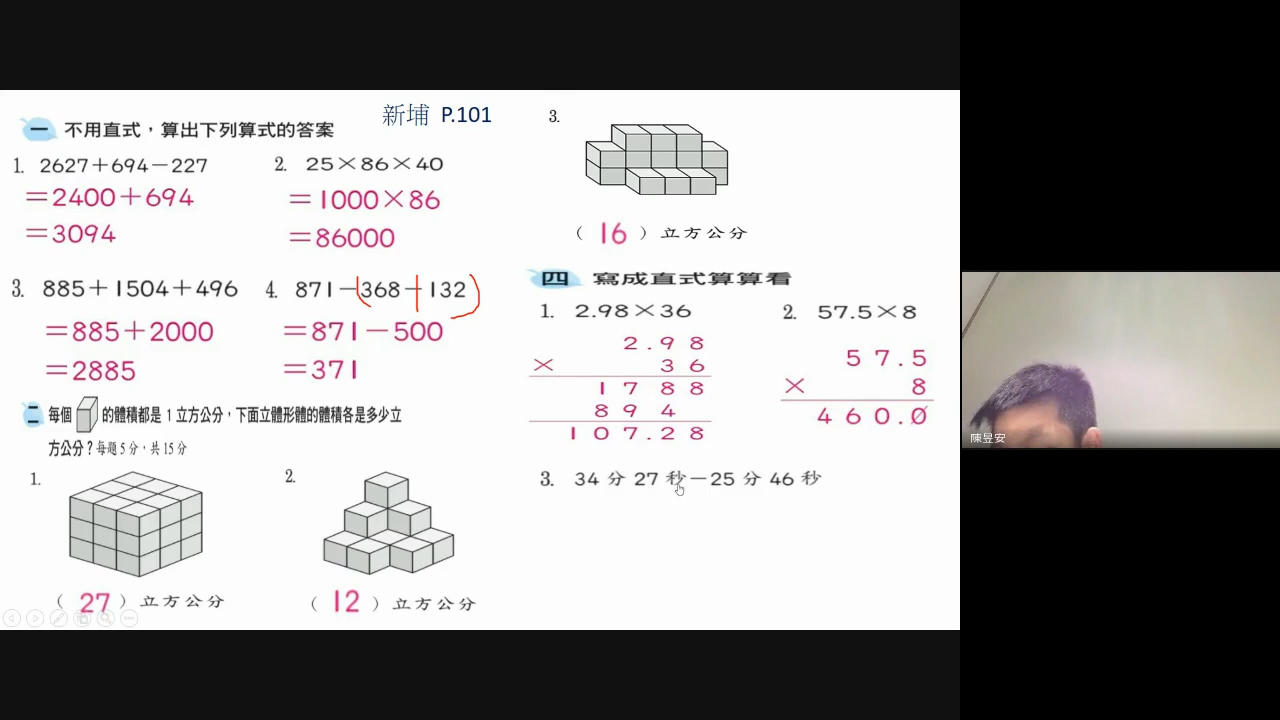 新埔 P.101
一 不用直式，算出下列算式的答案
1. 2627＋694－227
＝2400＋694
＝3094
2. 25×86×40
＝1000×86
＝86000
3. 885＋1504＋496
＝885＋2000
＝2885
4. 871－(368＋132)
＝871－500
＝371
二 每個 的體積都是 1 立方公分，下面立體形體的體積各是多少立
方公分？每題 5 分，共 15 分
1.
（ 27 ）立方公分
2.
（ 12 ）立方公分
3.
（ 16 ）立方公分
四 寫成直式算算看
1. 2.98×36
2.98
× 36
1788
894
107.28
2. 57.5×8
57.5
× 8
460.0
3. 34 分 27 秒－25 分 46 秒
陳昱安